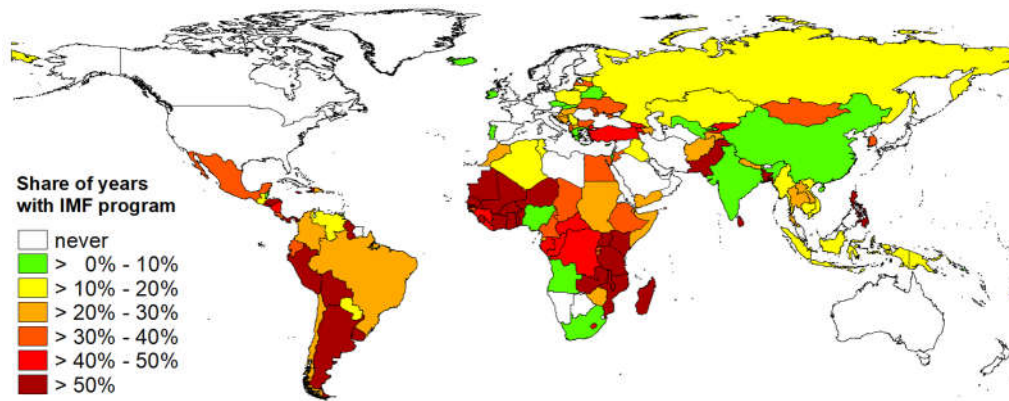 Share of years
with IMF program
never
> 0% - 10%
> 10% - 20%
> 20% - 30%
> 30% - 40%
> 40% - 50%
> 50%